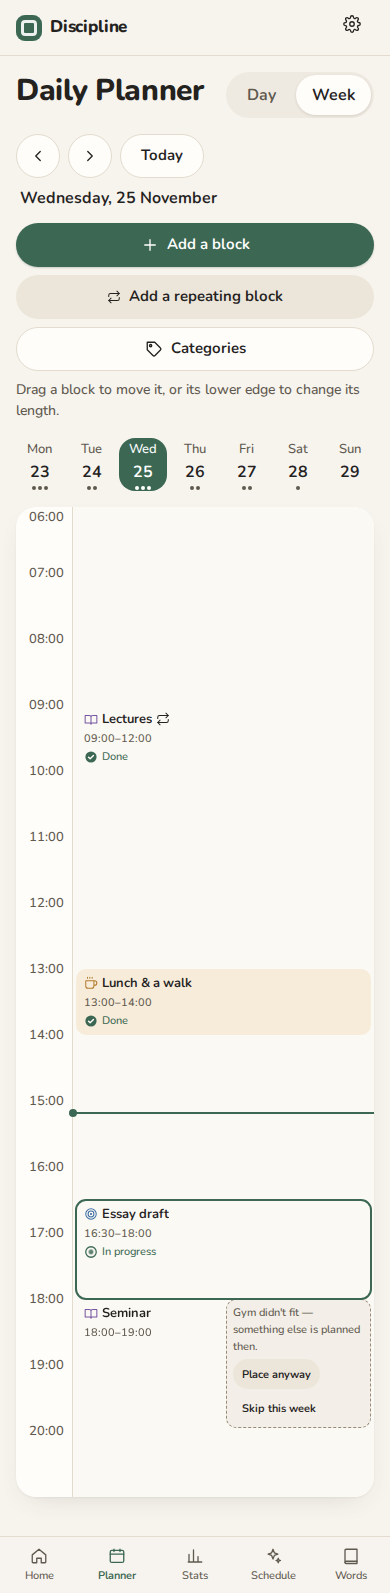 Discipline
Daily Planner
Day
Week
Today
Wednesday, 25 November
Add a block
Add a repeating block
Categories
Drag a block to move it, or its lower edge to change its
length.
Mon Tue Wed Thu Fri Sat Sun
23 24 25 26 27 28 29
06:00
07:00
08:00
09:00
Lectures
09:00–12:00
Done
10:00
11:00
12:00
13:00
Lunch & a walk
13:00–14:00
Done
14:00
15:00
16:00
Essay draft
16:30–18:00
In progress
17:00
18:00
Seminar
18:00–19:00
Gym didn't fit —
something else is planned
then.
Place anyway
Skip this week
19:00
20:00
Home
Planner
Stats
Schedule
Words